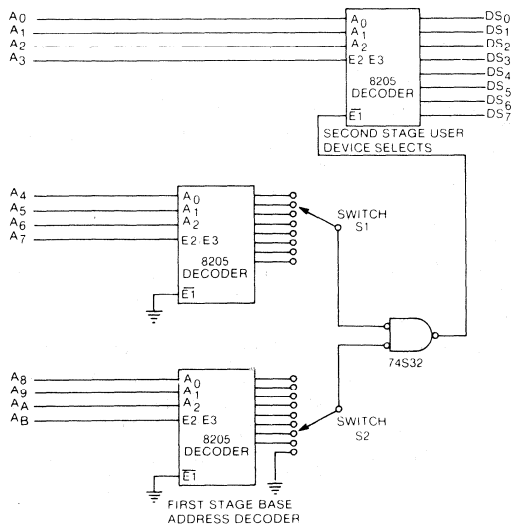 A0
A1
A2
A3
A0
A1
A2
E2 E3
8205
DECODER
E1
DS0
DS1
DS2
DS3
DS4
DS5
DS6
DS7
SECOND STAGE USER
DEVICE SELECTS
A4
A5
A6
A7
A0
A1
A2
E2 E3
8205
DECODER
E1
SWITCH
S1
74S32
A8
A9
AA
AB
A0
A1
A2
E2 E3
8205
DECODER
E1
SWITCH
S2
FIRST STAGE BASE
ADDRESS DECODER